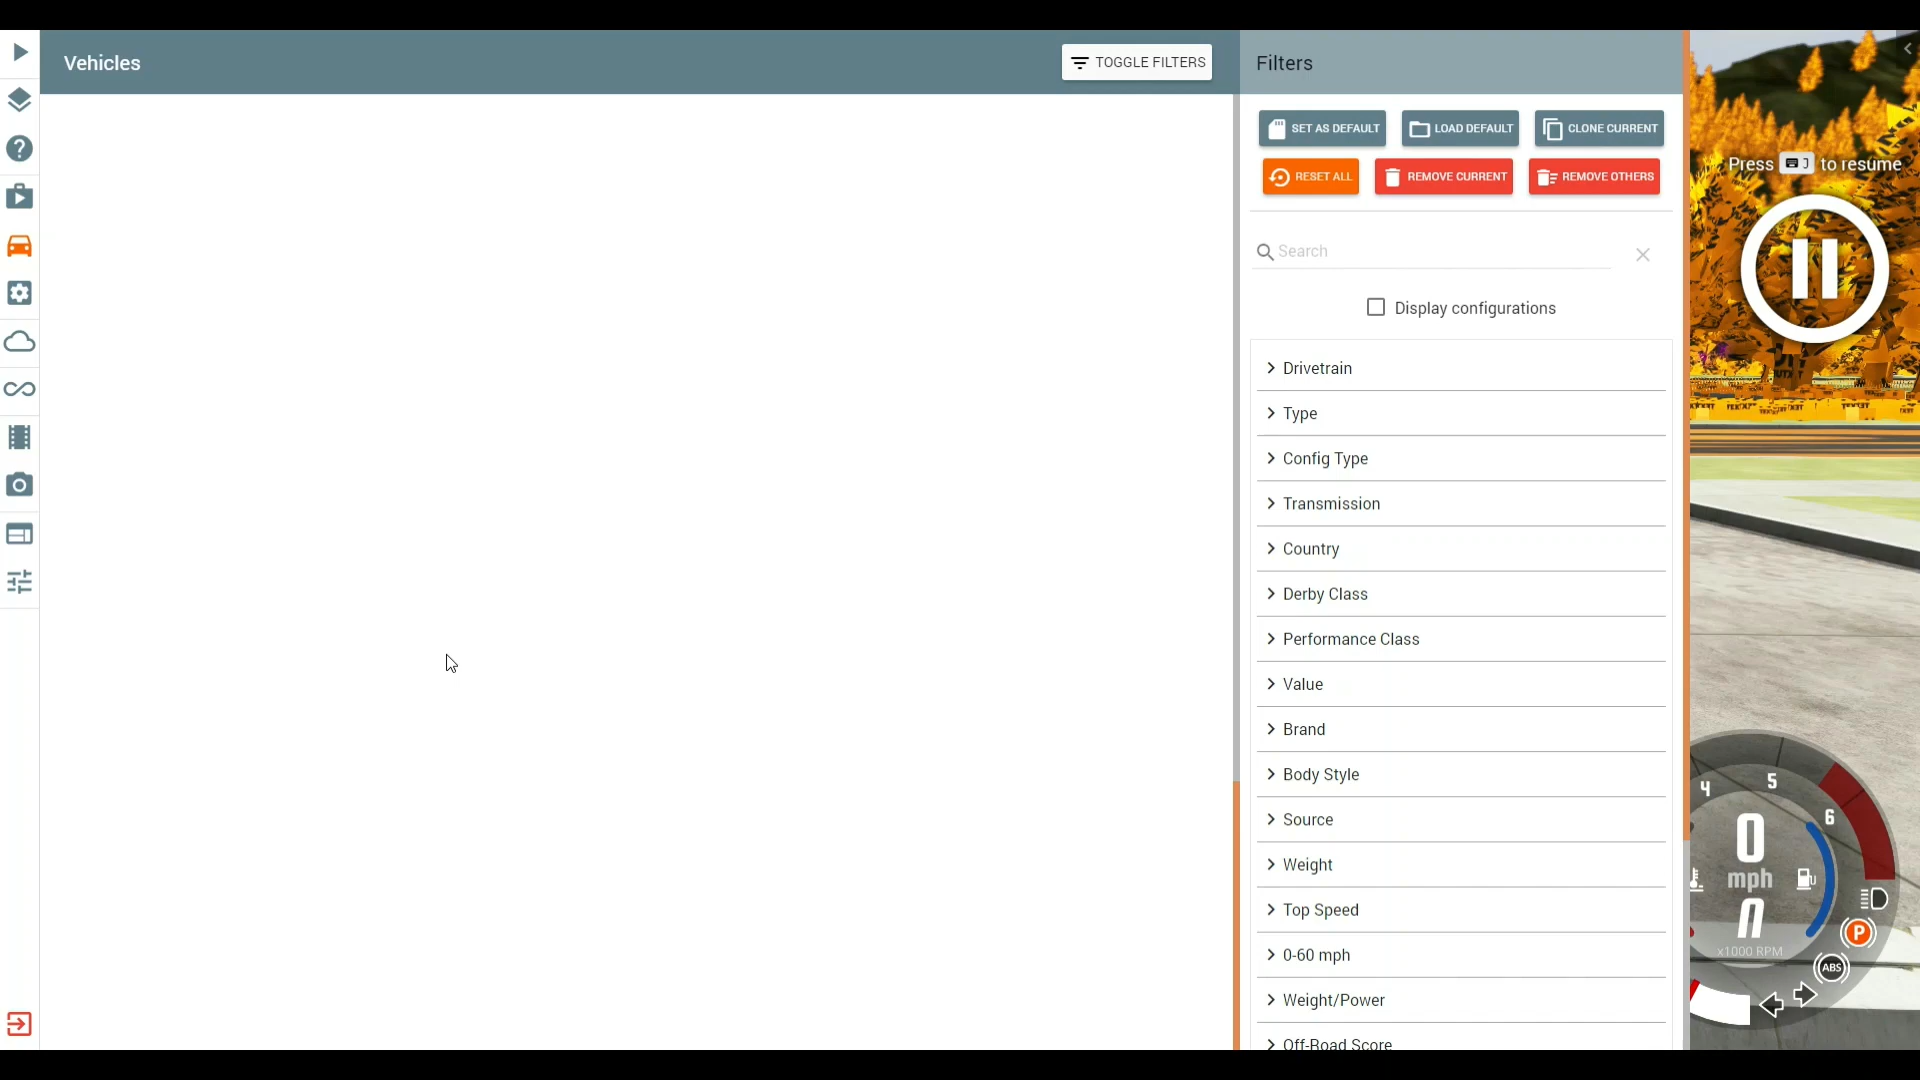 Vehicles
TOGGLE FILTERS
Filters
SET AS DEFAULT
LOAD DEFAULT
CLONE CURRENT
RESET ALL
REMOVE CURRENT
REMOVE OTHERS
Search
Display configurations
Drivetrain
Type
Config Type
Transmission
Country
Derby Class
Performance Class
Value
Brand
Body Style
Source
Weight
Top Speed
0-60 mph
Weight/Power
Off-Road Score
Press J to resume
4 5 6
0
mph
n
x1000 RPM
P
ABS